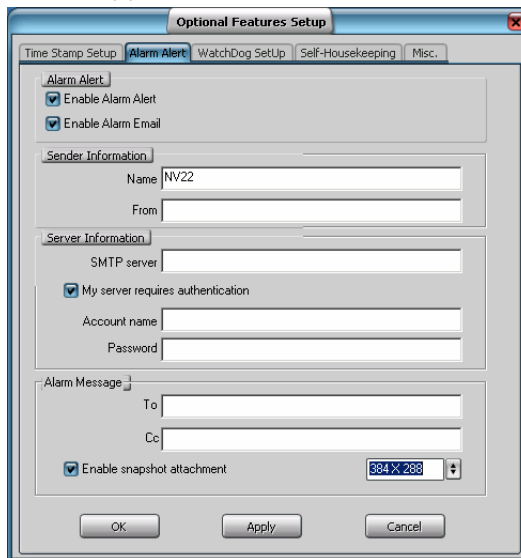 Optional Features Setup
Time Stamp Setup Alarm Alert WatchDog SetUp Self-Housekeeping Misc.
Alarm Alert
Enable Alarm Alert
Enable Alarm Email
Sender Information
Name NV22
From
Server Information
SMTP server
My server requires authentication
Account name
Password
Alarm Message
To
Cc
Enable snapshot attachment 384 X 288
OK Apply Cancel